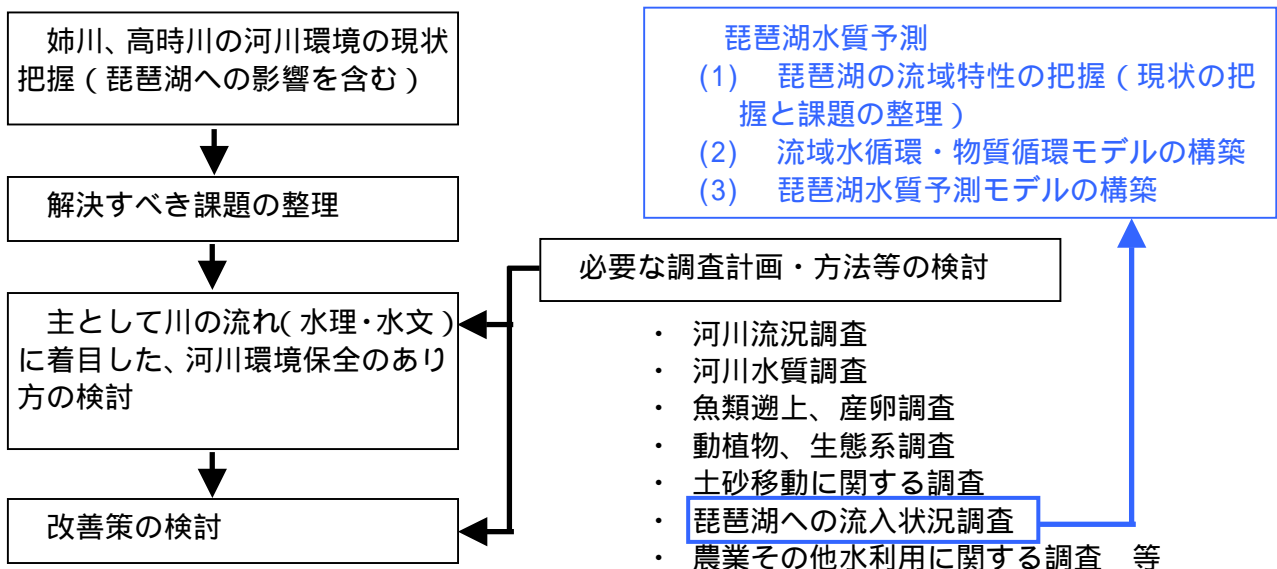 姉川、高時川の河川環境の現状
把握（琵琶湖への影響を含む）
解決すべき課題の整理
主として川の流れ（水理・水文）
に着目した、河川環境保全のあり
方の検討
改善策の検討
琵琶湖水質予測
(1) 琵琶湖の流域特性の把握（現状の把
握と課題の整理）
(2) 流域水循環・物質循環モデルの構築
(3) 琵琶湖水質予測モデルの構築
必要な調査計画・方法等の検討
・ 河川流況調査
・ 河川水質調査
・ 魚類遡上、産卵調査
・ 動植物、生態系調査
・ 土砂移動に関する調査
・ 琵琶湖への流入状況調査
・ 農業その他水利用に関する調査 等